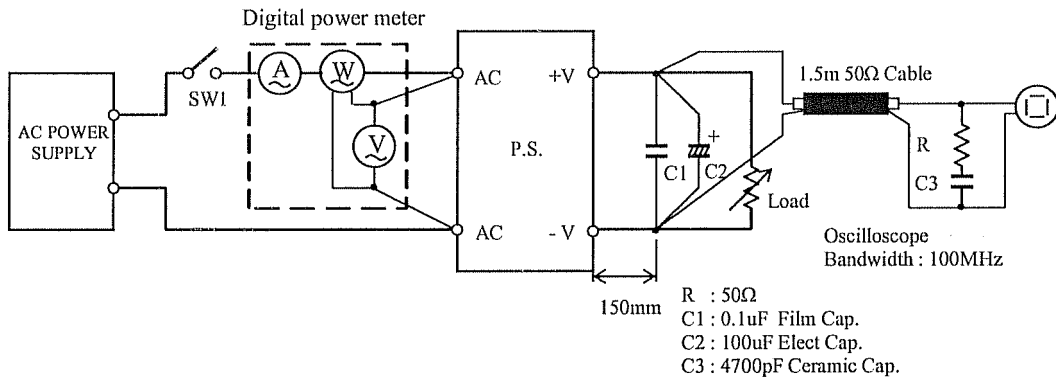 Digital power meter
A
W
V
SW1
AC POWER
SUPPLY
AC
+V
P.S.
AC
- V
C1
+
C2
Load
1.5m 50Ω Cable
R
C3
Oscilloscope
Bandwidth : 100MHz
150mm
R : 50Ω
C1 : 0.1uF Film Cap.
C2 : 100uF Elect Cap.
C3 : 4700pF Ceramic Cap.